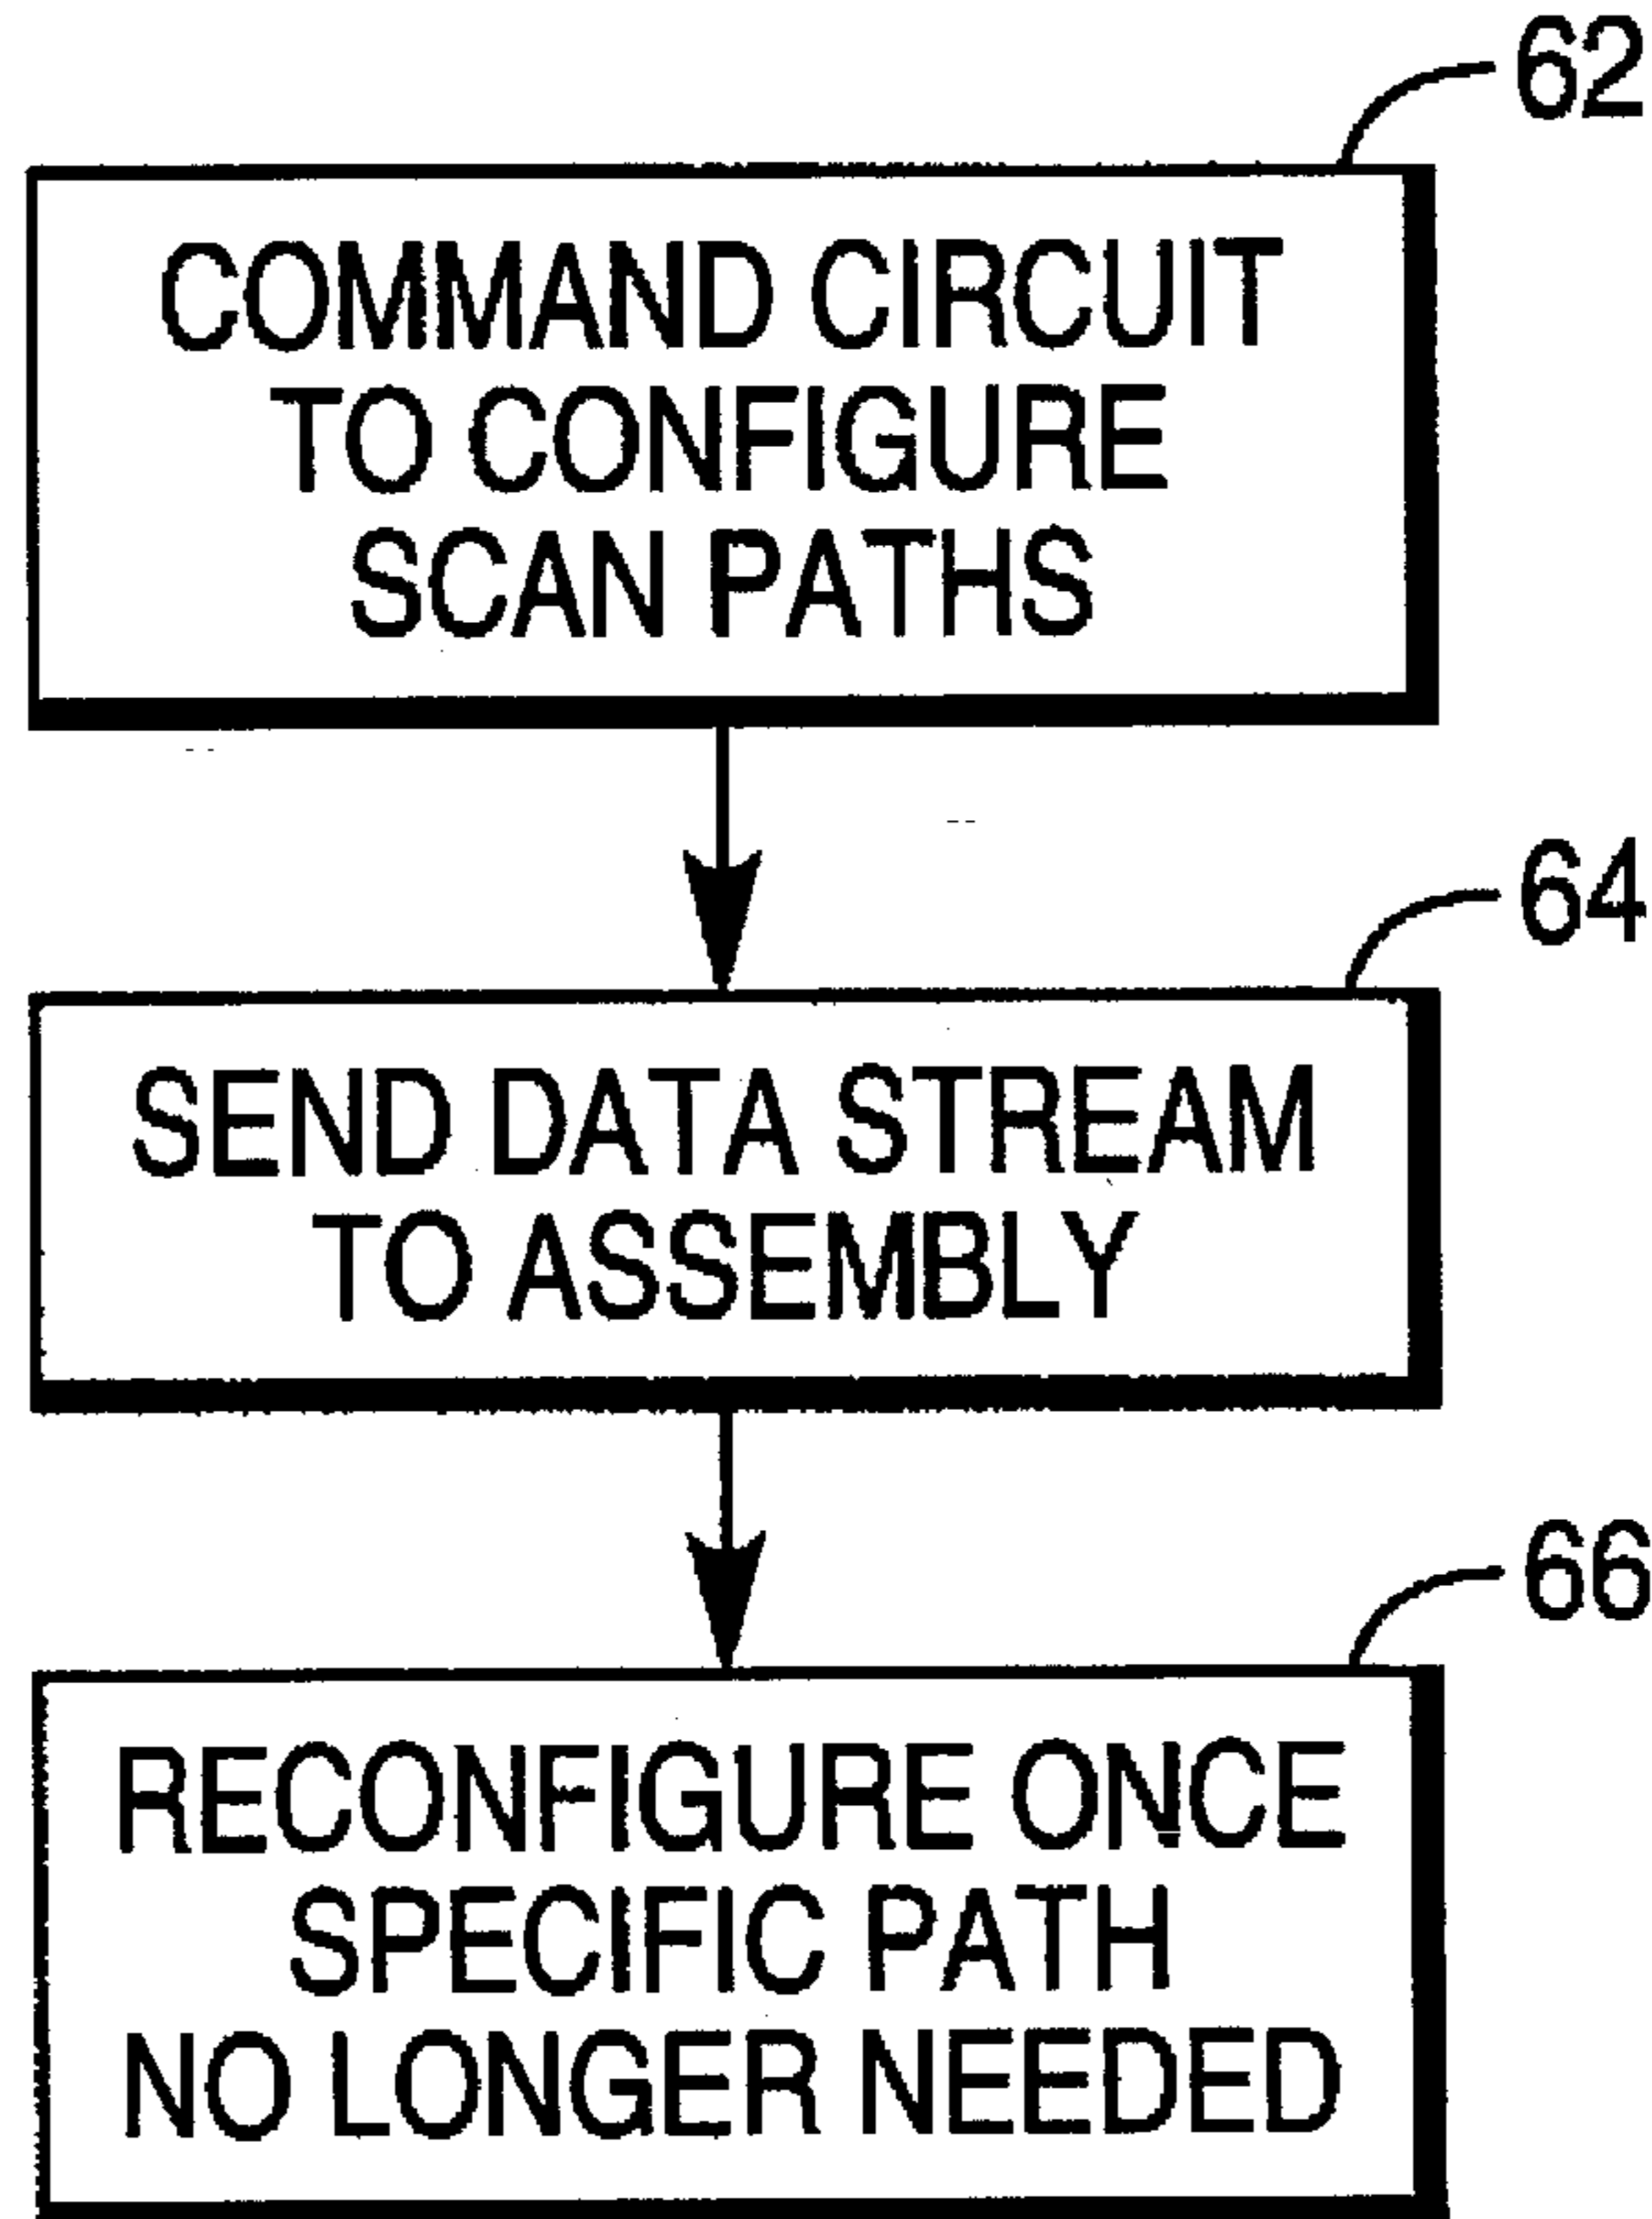 62
COMMAND CIRCUIT
TO CONFIGURE
SCAN PATHS
64
SEND DATA STREAM
TO ASSEMBLY
66
RECONFIGURE ONCE
SPECIFIC PATH
NO LONGER NEEDED